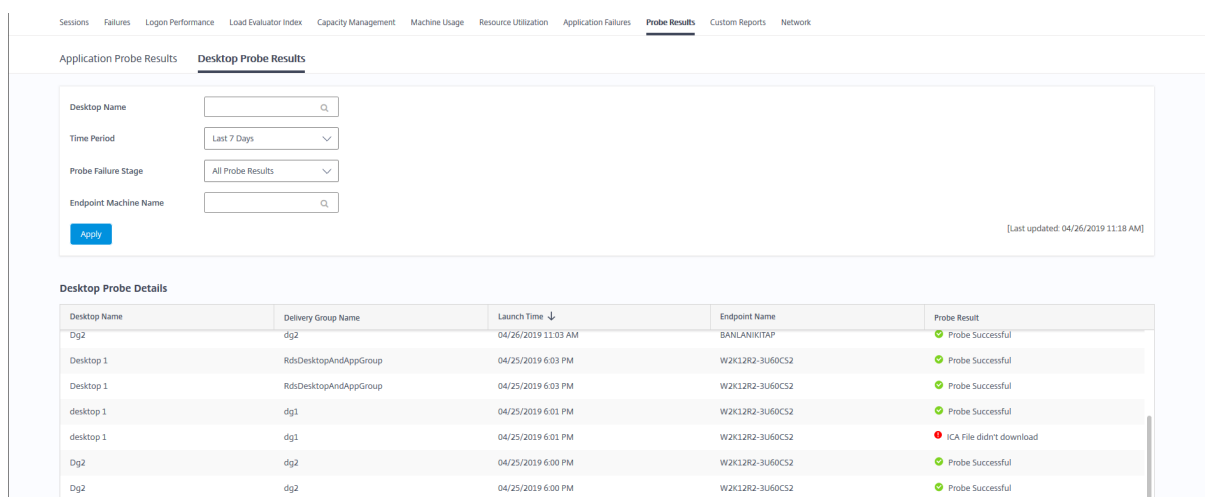 Sessions Failures Logon Performance Load Evaluator Index Capacity Management Machine Usage Resource Utilization Application Failures Probe Results Custom Reports Network
Application Probe Results Desktop Probe Results
Desktop Name
Time Period Last 7 Days
Probe Failure Stage All Probe Results
Endpoint Machine Name
Apply
[Last updated: 04/26/2019 11:18 AM]
Desktop Probe Details
Desktop Name Delivery Group Name Launch Time Endpoint Name Probe Result
Dg2 dg2 04/26/2019 11:03 AM BANLANIKITAP Probe Successful
Desktop 1 RdsDesktopAndAppGroup 04/25/2019 6:03 PM W2K12R2-3U60CS2 Probe Successful
Desktop 1 RdsDesktopAndAppGroup 04/25/2019 6:03 PM W2K12R2-3U60CS2 Probe Successful
desktop 1 dg1 04/25/2019 6:01 PM W2K12R2-3U60CS2 Probe Successful
desktop 1 dg1 04/25/2019 6:01 PM W2K12R2-3U60CS2 ICA File didn't download
Dg2 dg2 04/25/2019 6:00 PM W2K12R2-3U60CS2 Probe Successful
Dg2 dg2 04/25/2019 6:00 PM W2K12R2-3U60CS2 Probe Successful